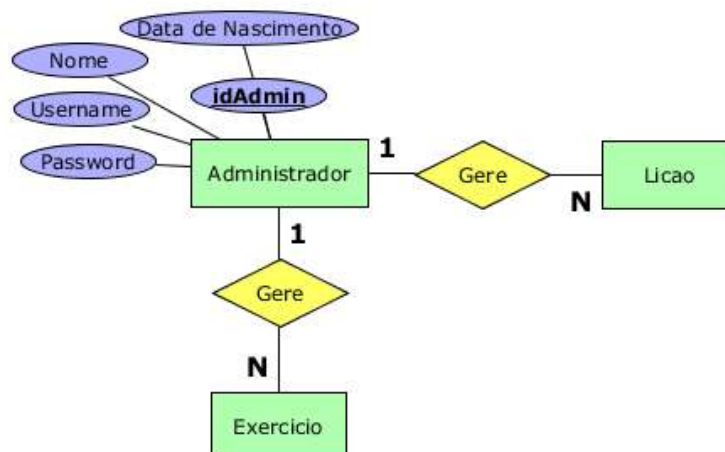 Data de Nascimento
Nome
idAdmin
Username
Password
Administrador
1
Gere
N
Licao
1
Gere
N
Exercicio